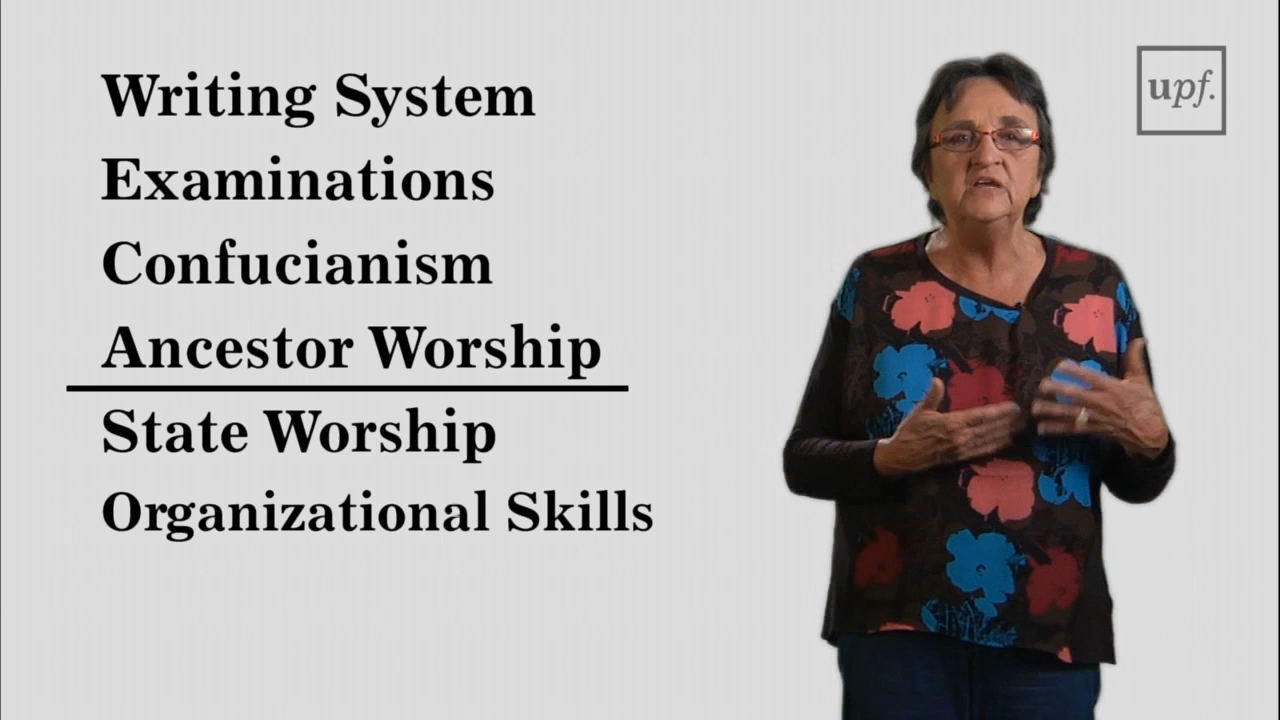 Writing System
Examinations
Confucianism
Ancestor Worship
State Worship
Organizational Skills
upf.